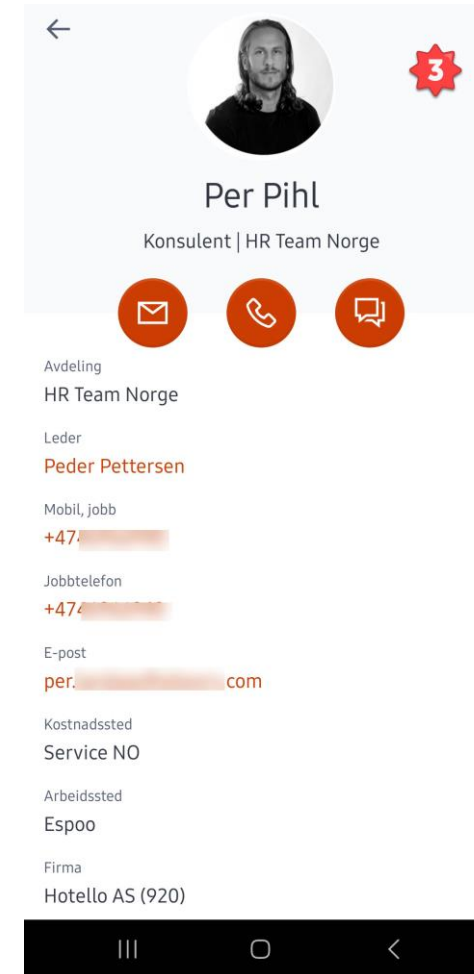 3
Per Pihl
Konsulent | HR Team Norge
Avdeling
HR Team Norge
Leder
Peder Pettersen
Mobil, jobb
+47
Jobbtelefon
+47
E-post
per. com
Kostnadssted
Service NO
Arbeidssted
Espoo
Firma
Hotello AS (920)